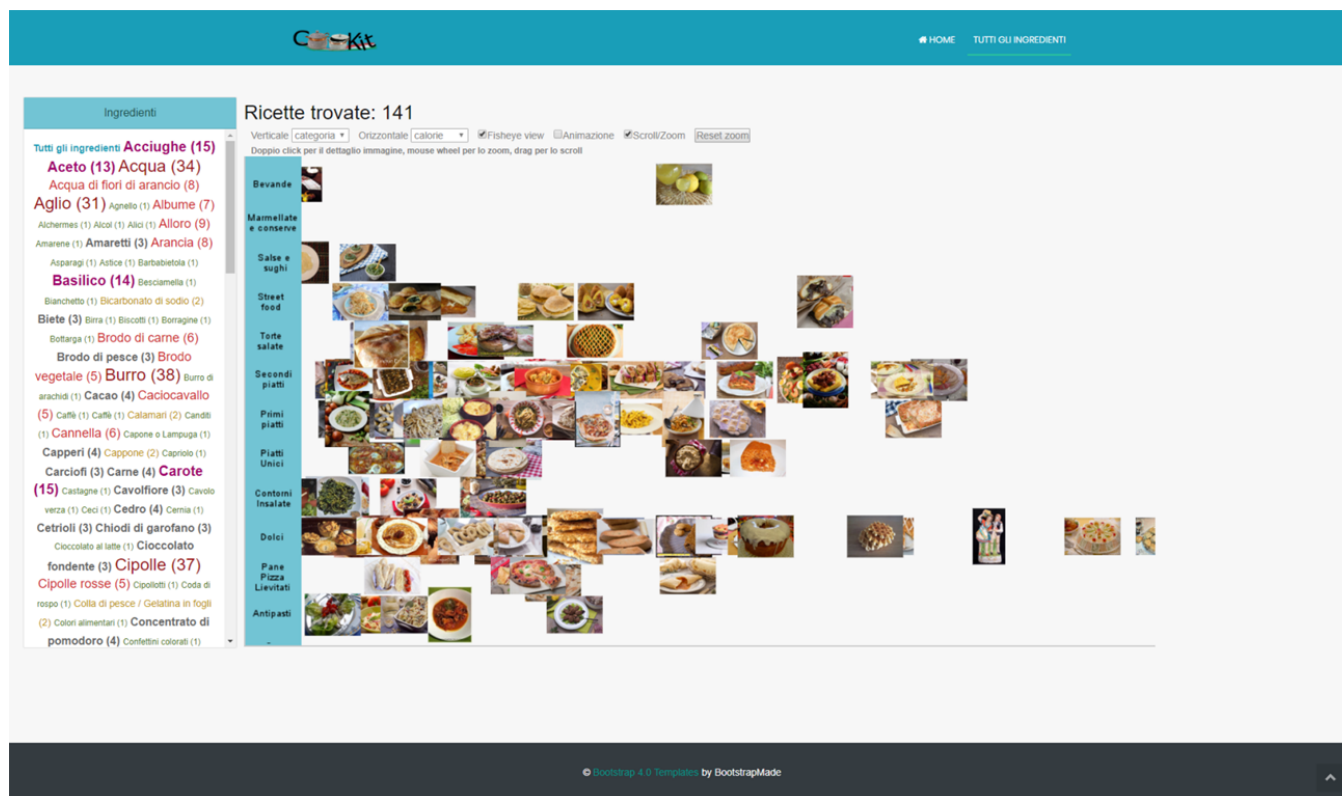 CooKit
HOME TUTTI GLI INGREDIENTI
Ingredienti
Tutti gli ingredienti Acciughe (15)
Aceto (13) Acqua (34)
Acqua di fiori di arancio (8)
Aglio (31) Agnello (1) Albume (7)
Alchermes (1) Alcol (1) Alici (1) Alloro (9)
Amarene (1) Amaretti (3) Arancia (8)
Asparagi (1) Astice (1) Barbabietola (1)
Basilico (14) Besciamella (1)
Bianchetto (1) Bicarbonato di sodio (2)
Biete (3) Birra (1) Biscotti (1) Borragine (1)
Bottarga (1) Brodo di carne (6)
Brodo di pesce (3) Brodo
vegetale (5) Burro (38) Burro di
arachidi (1) Cacao (4) Caciocavallo
(5) Caffè (1) Caffè (1) Calamari (2) Canditi
(1) Cannella (6) Capone o Lampuga (1)
Capperi (4) Cappone (2) Capriolo (1)
Carciofi (3) Carne (4) Carote
(15) Castagne (1) Cavolfiore (3) Cavolo
verza (1) Ceci (1) Cedro (4) Cernia (1)
Cetrioli (3) Chiodi di garofano (3)
Cioccolato al latte (1) Cioccolato
fondente (3) Cipolle (37)
Cipolle rosse (5) Cipollotti (1) Coda di
rospo (1) Colla di pesce / Gelatina in fogli
(2) Colori alimentari (1) Concentrato di
pomodoro (4) Confettini colorati (1)
Ricette trovate: 141
Verticale categoria Orizzontale calorie Fisheye view Animazione Scroll/Zoom Reset zoom
Doppio click per il dettaglio immagine, mouse wheel per lo zoom, drag per lo scroll
Bevande
Marmellate
e conserve
Salse e
sughi
Street
food
Torte
salate
Secondi
piatti
Primi
piatti
Piatti
Unici
Contorni
Insalate
Dolci
Pane
Pizza
Lievitati
Antipasti
© Bootstrap 4.0 Templates by BootstrapMade